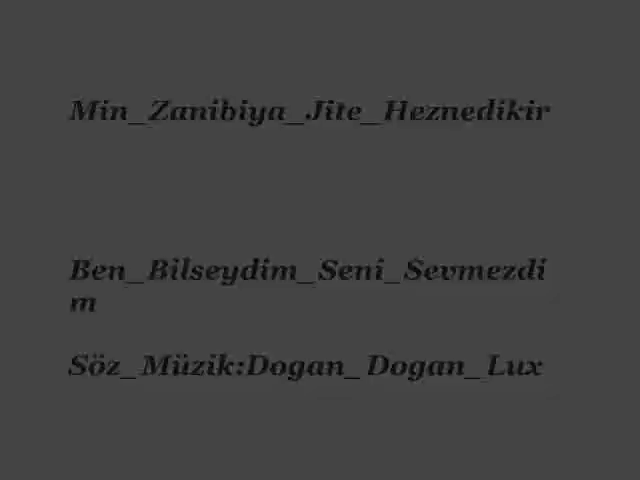 Min_Zanibiya_Jite_Heznedikir
Ben_Bilseydim_Seni_Sevmezdi
m
Söz_Müzik:Dogan_Dogan_Lux